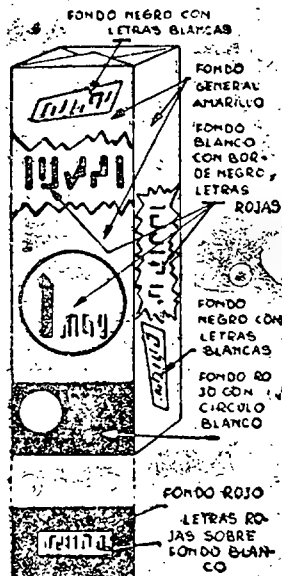 FONDO NEGRO CON
LETRAS BLANCAS
FONDO
GENERAL
AMARILLO
FONDO
BLANCO
CON BOR-
DE NEGRO,
LETRAS
ROJAS
FONDO
NEGRO CON
LETRAS
BLANCAS
FONDO RO
JO CON
CIRCULO
BLANCO
FONDO ROJO
LETRAS RO-
JAS SOBRE
FONDO BLAN-
CO